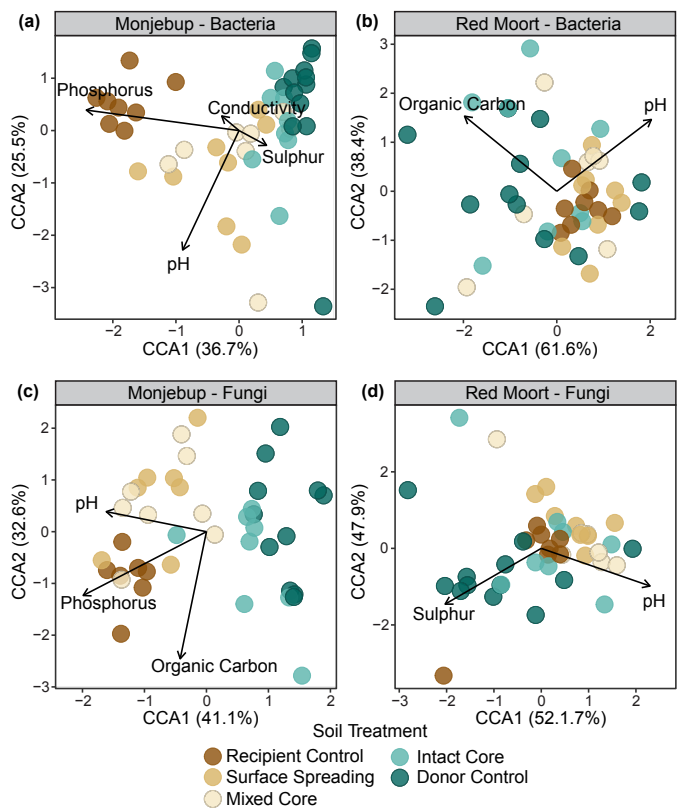 (a) Monjebup - Bacteria
(b) Red Moort - Bacteria
CCA2 (25.5%)
1
0
−1
−2
−3
Phosphorus
Conductivity
Sulphur
pH
−2 −1 0 1
CCA1 (36.7%)
CCA2 (38.4%)
3
2
1
0
−1
−2
Organic Carbon
pH
−2 0 2
CCA1 (61.6%)
(c) Monjebup - Fungi
(d) Red Moort - Fungi
CCA2 (32.6%)
2
1
0
−1
−2
−3
pH
Phosphorus
Organic Carbon
−2 −1 0 1 2
CCA1 (41.1%)
CCA2 (47.9%)
2
0
−2
Sulphur
pH
−3 −2 −1 0 1 2
CCA1 (52.1.7%)
Soil Treatment
Recipient Control
Surface Spreading
Mixed Core
Intact Core
Donor Control